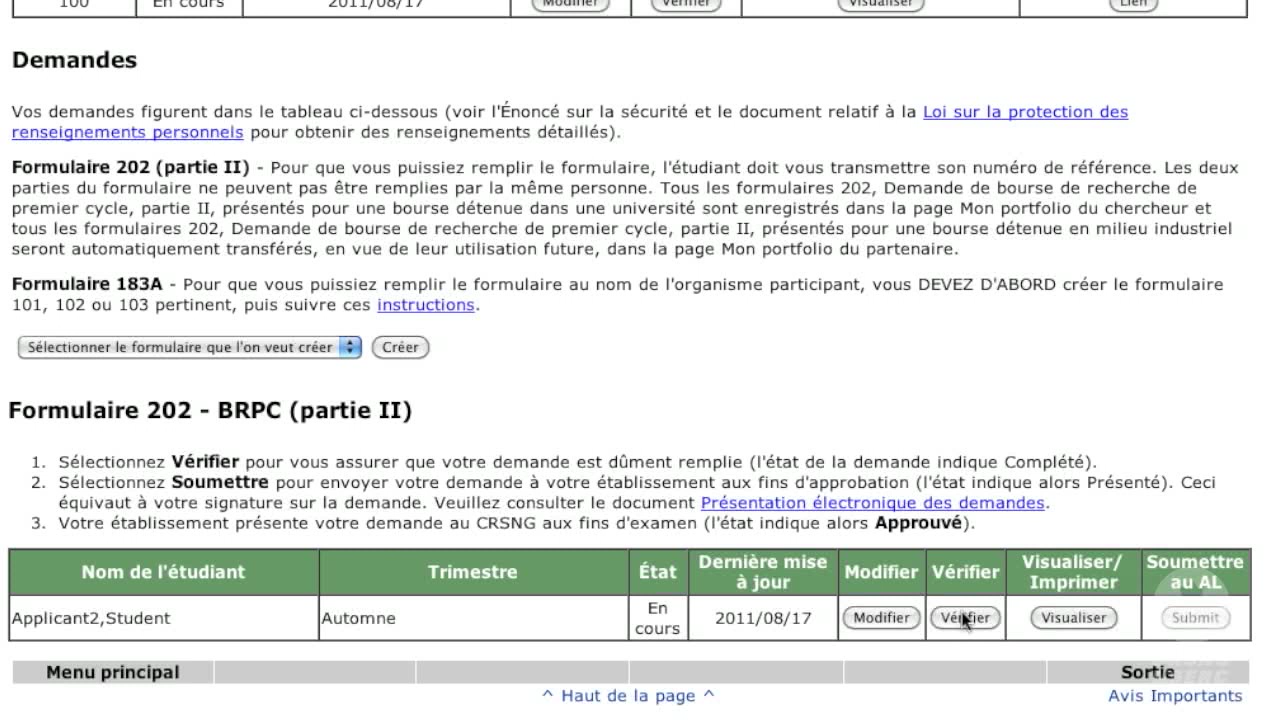 100 En cours 2011/08/17 Modifier Vérifier Visualiser Lien
Demandes
Vos demandes figurent dans le tableau ci-dessous (voir l'Énoncé sur la sécurité et le document relatif à la Loi sur la protection des
renseignements personnels pour obtenir des renseignements détaillés).
Formulaire 202 (partie II) - Pour que vous puissiez remplir le formulaire, l'étudiant doit vous transmettre son numéro de référence. Les deux
parties du formulaire ne peuvent pas être remplies par la même personne. Tous les formulaires 202, Demande de bourse de recherche de
premier cycle, partie II, présentés pour une bourse détenue dans une université sont enregistrés dans la page Mon portfolio du chercheur et
tous les formulaires 202, Demande de bourse de recherche de premier cycle, partie II, présentés pour une bourse détenue en milieu industriel
seront automatiquement transférés, en vue de leur utilisation future, dans la page Mon portfolio du partenaire.
Formulaire 183A - Pour que vous puissiez remplir le formulaire au nom de l'organisme participant, vous DEVEZ D'ABORD créer le formulaire
101, 102 ou 103 pertinent, puis suivre ces instructions.
Sélectionner le formulaire que l'on veut créer Créer
Formulaire 202 - BRPC (partie II)
1. Sélectionnez Vérifier pour vous assurer que votre demande est dûment remplie (l'état de la demande indique Complété).
2. Sélectionnez Soumettre pour envoyer votre demande à votre établissement aux fins d'approbation (l'état indique alors Présenté). Ceci
équivaut à votre signature sur la demande. Veuillez consulter le document Présentation électronique des demandes.
3. Votre établissement présente votre demande au CRSNG aux fins d'examen (l'état indique alors Approuvé).
Nom de l'étudiant Trimestre État Dernière mise à jour Modifier Vérifier Visualiser/ Imprimer Soumettre au AL
Applicant2,Student Automne En cours 2011/08/17 Modifier Vérifier Visualiser Submit
Menu principal Sortie
^ Haut de la page ^ Avis Importants